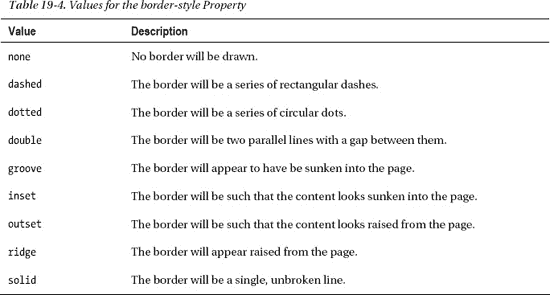 Table 19-4. Values for the border-style Property
Value Description
none No border will be drawn.
dashed The border will be a series of rectangular dashes.
dotted The border will be a series of circular dots.
double The border will be two parallel lines with a gap between them.
groove The border will appear to have be sunken into the page.
inset The border will be such that the content looks sunken into the page.
outset The border will be such that the content looks raised from the page.
ridge The border will appear raised from the page.
solid The border will be a single, unbroken line.